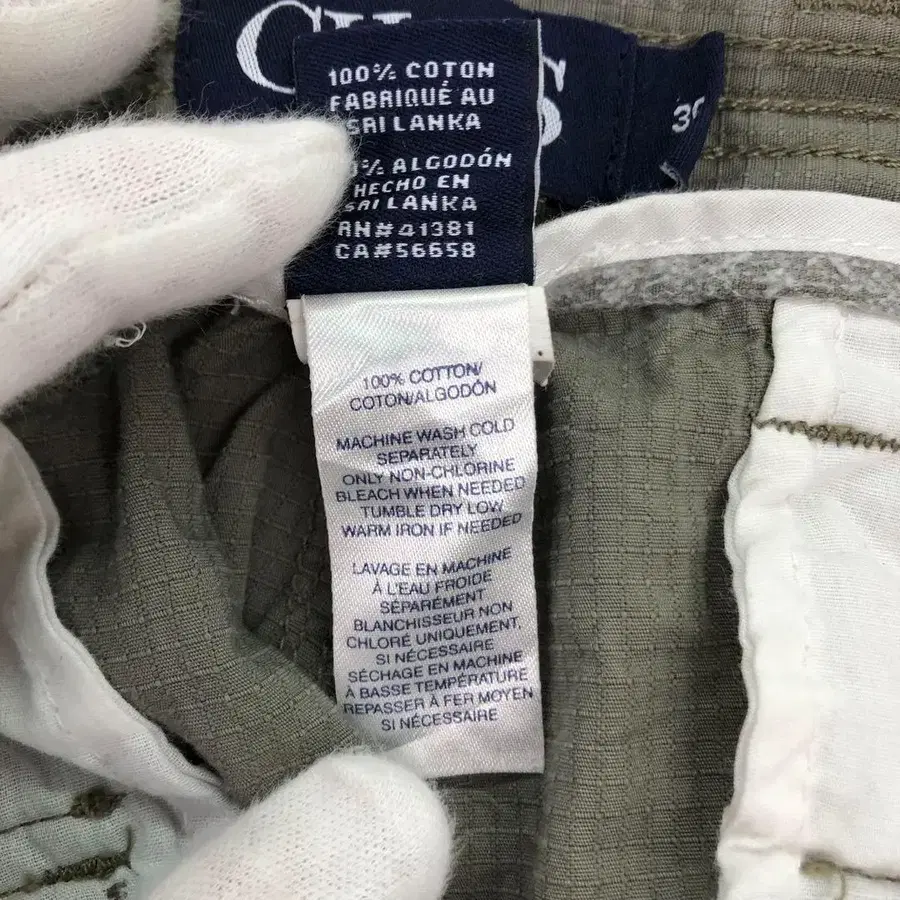 100% COTON
FABRIQUÉ AU
SRI LANKA
% ALGODÓN
HECHO EN
SRI LANKA
RN#41381
CA#56658
100% COTTON/
COTON/ALGODÓN
MACHINE WASH COLD
SEPARATELY
ONLY NON-CHLORINE
BLEACH WHEN NEEDED
TUMBLE DRY LOW
WARM IRON IF NEEDED
LAVAGE EN MACHINE
À L'EAU FROIDE
SÉPARÉMENT
BLANCHISSEUR NON
CHLORÉ UNIQUEMENT,
SI NÉCESSAIRE
SÉCHAGE EN MACHINE
À BASSE TEMPÉRATURE
REPASSER À FER MOYEN
SI NÉCESSAIRE